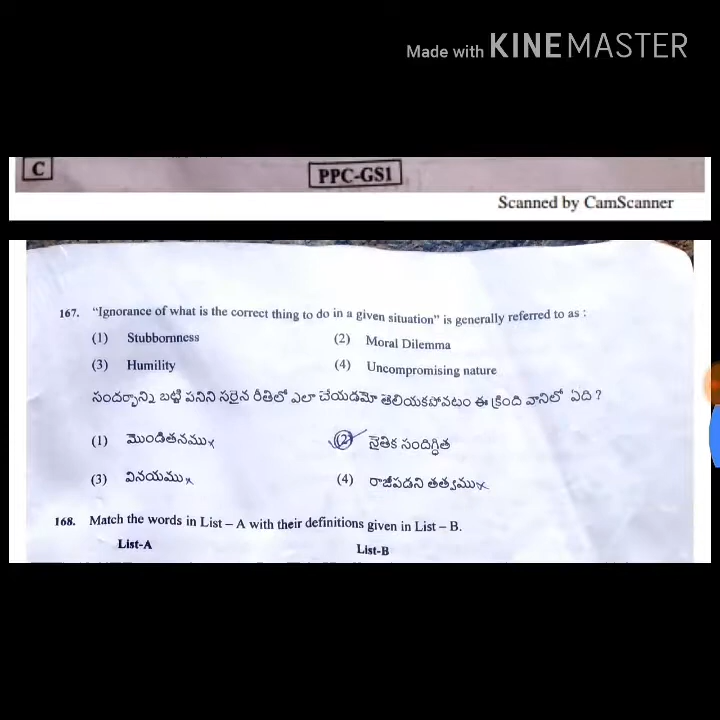 Made with KINEMASTER
C
PPC-GS1
Scanned by CamScanner
167. "Ignorance of what is the correct thing to do in a given situation" is generally referred to as :
(1) Stubbornness (2) Moral Dilemma
(3) Humility (4) Uncompromising nature
సందర్భాన్ని బట్టి పనిని సరైన రీతిలో ఎలా చేయడమో తెలియకపోవటం ఈ క్రింది వానిలో ఏది ?
(1) మొండితనము (2) నైతిక సందిగ్ధత
(3) వినయము (4) రాజీపడని తత్వము
168. Match the words in List – A with their definitions given in List – B.
List-A List-B